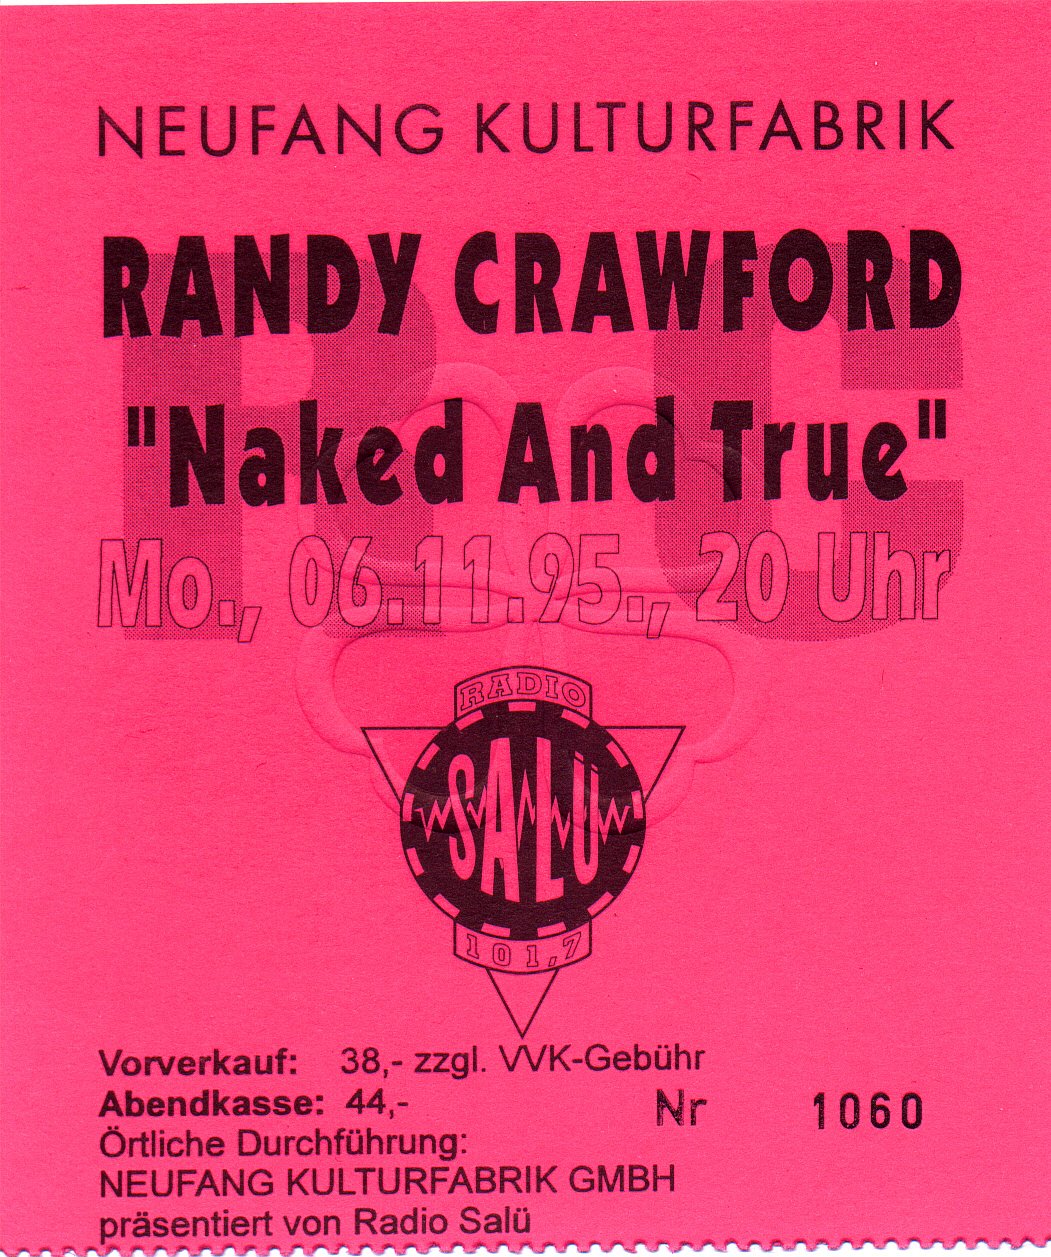 NEUFANG KULTURFABRIK
RANDY CRAWFORD
RC
"Naked And True"
Mo., 06.11.95., 20 Uhr
RADIO
SALÜ
101,7
Vorverkauf: 38,- zzgl. VVK-Gebühr
Abendkasse: 44,-
Nr 1060
Örtliche Durchführung:
NEUFANG KULTURFABRIK GMBH
präsentiert von Radio Salü